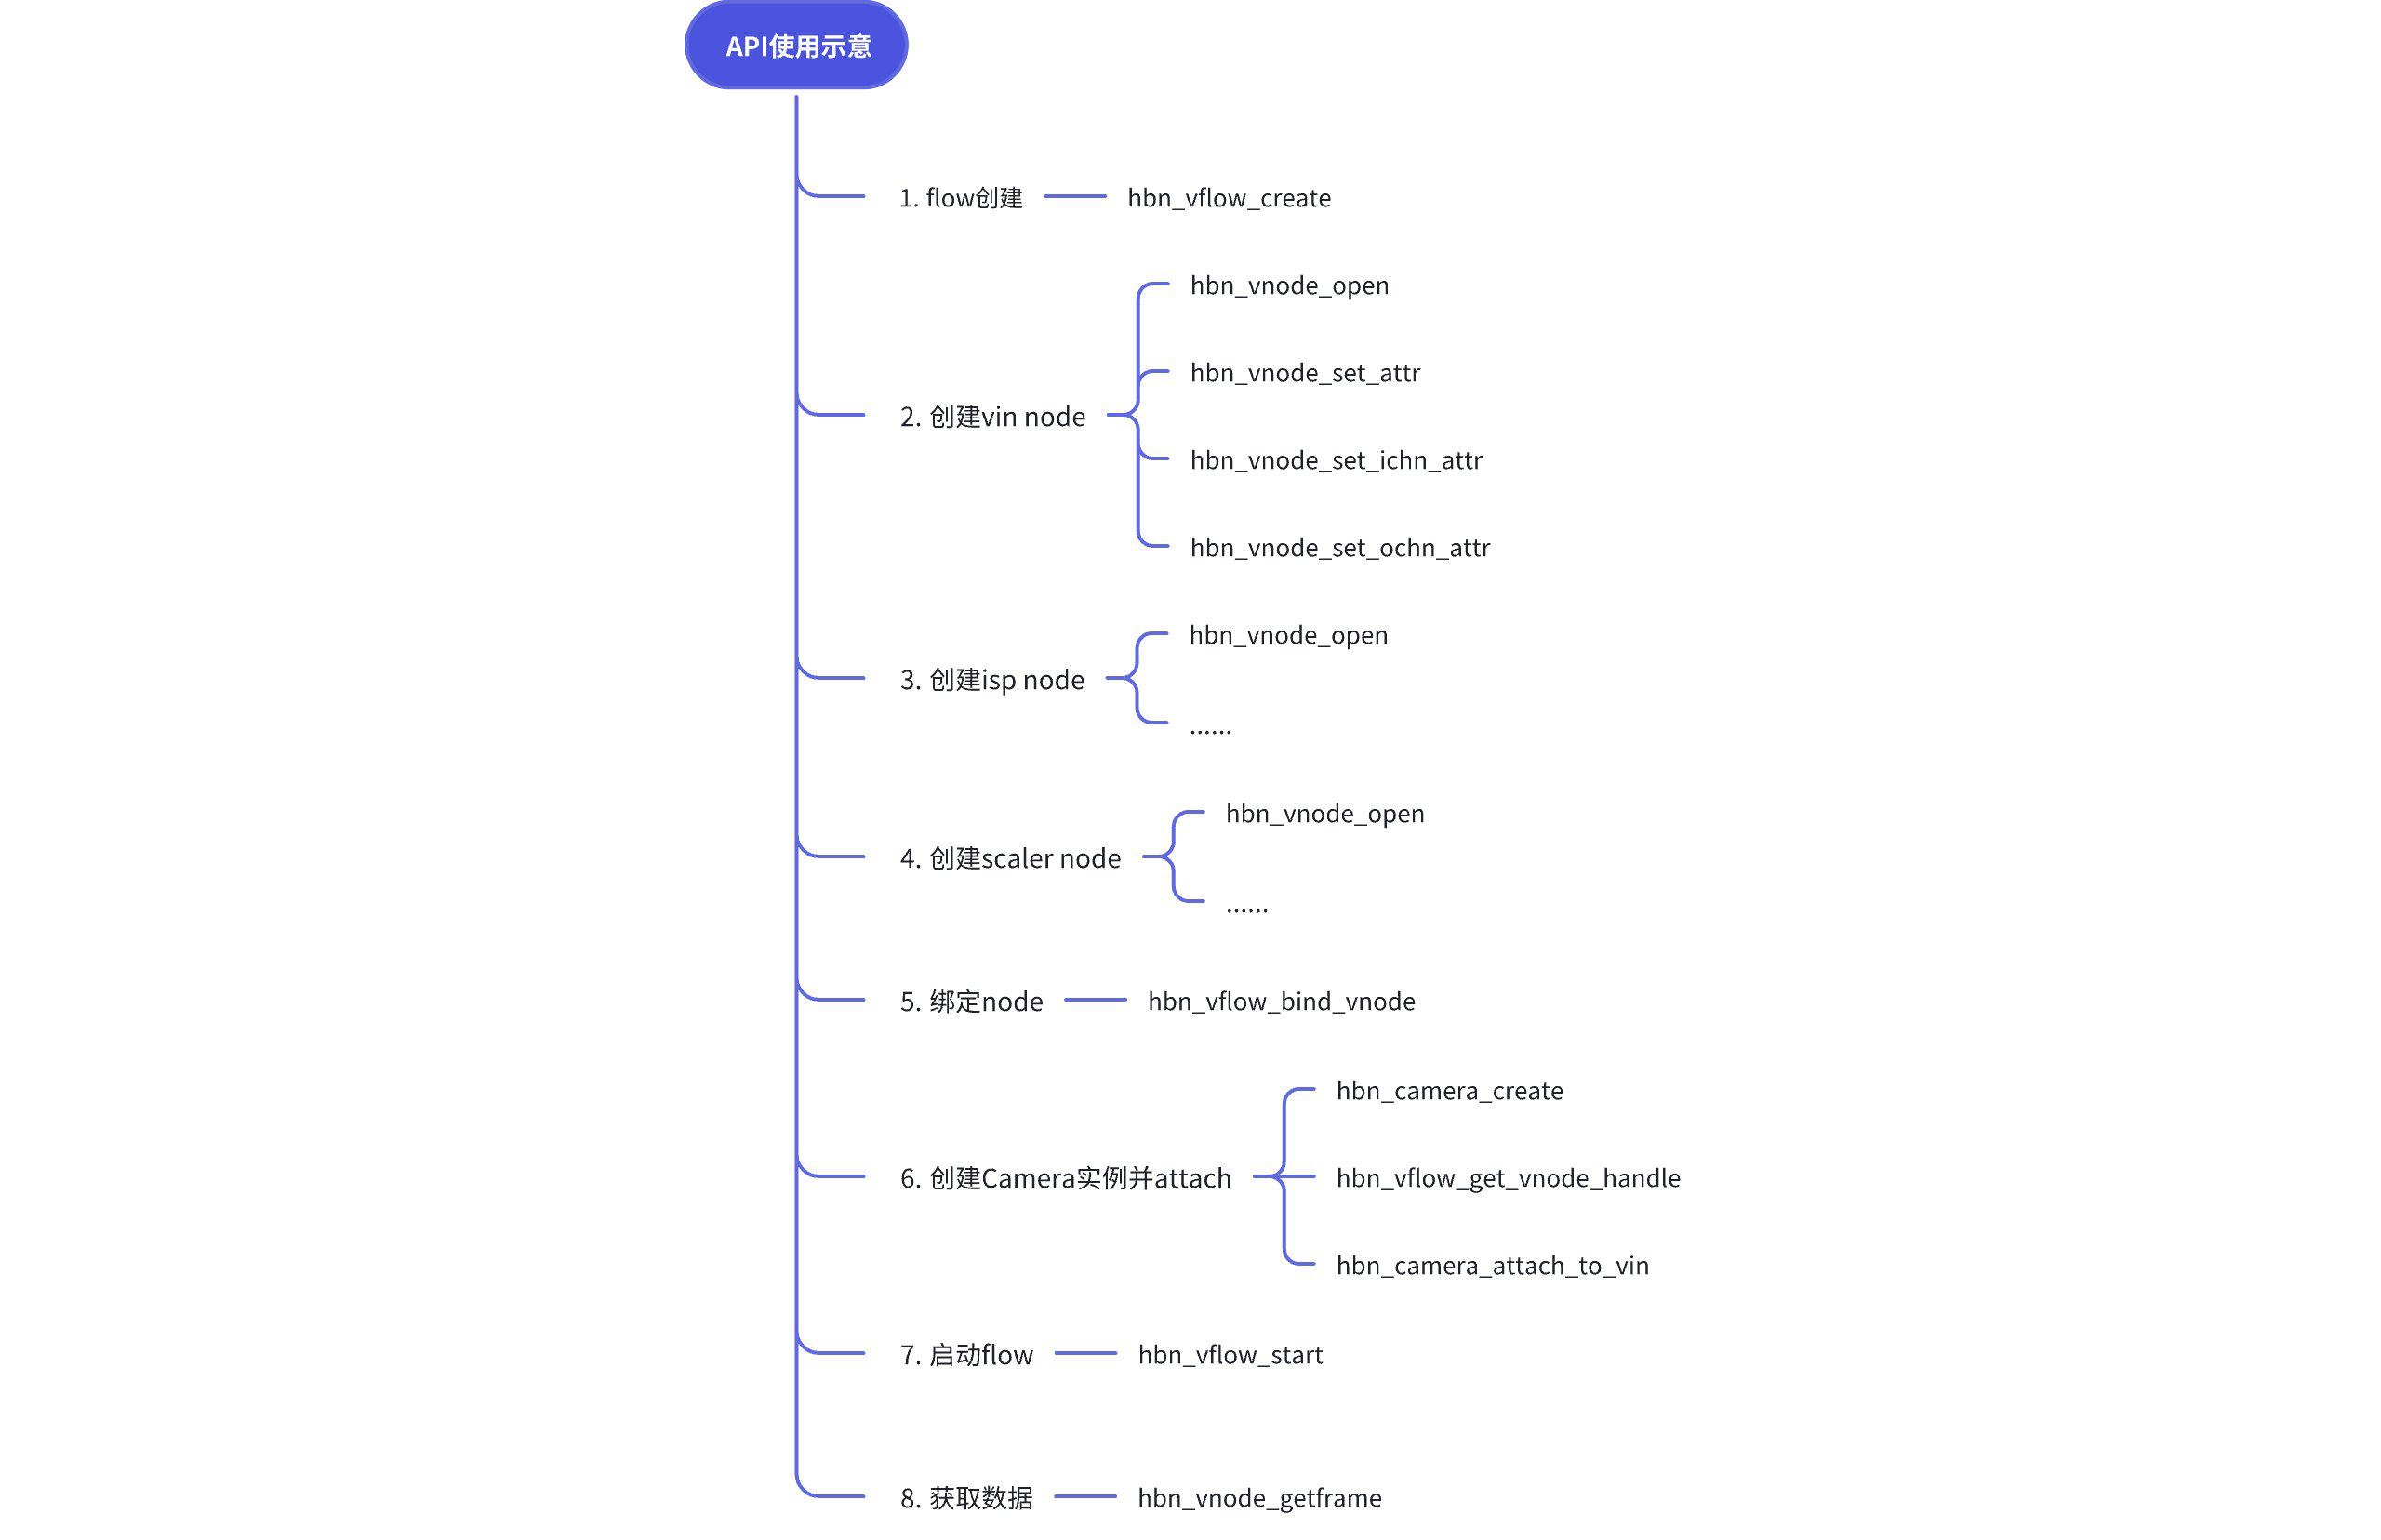 API使用示意
1. flow创建
hbn_vflow_create
2. 创建vin node
hbn_vnode_open
hbn_vnode_set_attr
hbn_vnode_set_ichn_attr
hbn_vnode_set_ochn_attr
3. 创建isp node
hbn_vnode_open
......
4. 创建scaler node
hbn_vnode_open
......
5. 绑定node
hbn_vflow_bind_vnode
6. 创建Camera实例并attach
hbn_camera_create
hbn_vflow_get_vnode_handle
hbn_camera_attach_to_vin
7. 启动flow
hbn_vflow_start
8. 获取数据
hbn_vnode_getframe